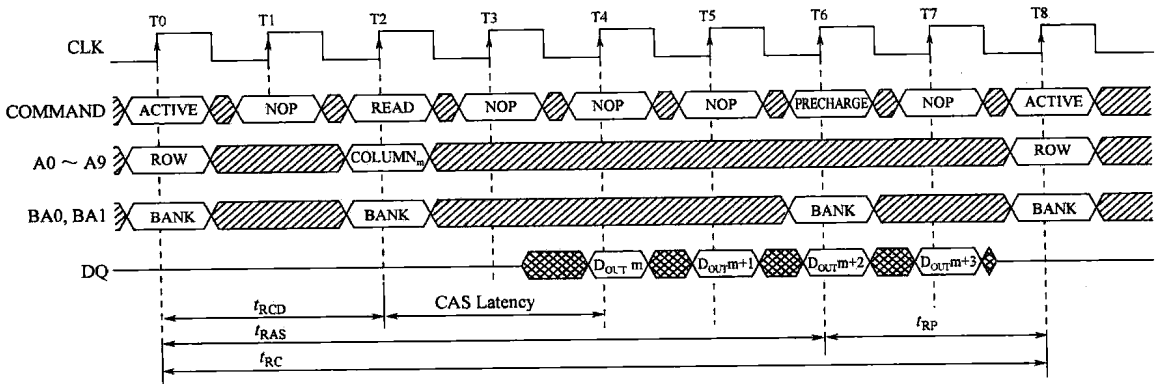 T0 T1 T2 T3 T4 T5 T6 T7 T8
CLK
COMMAND ACTIVE NOP READ NOP NOP NOP PRECHARGE NOP ACTIVE
A0 ~ A9 ROW COLUMNm ROW
BA0, BA1 BANK BANK BANK BANK
DQ DOUT m DOUTm+1 DOUTm+2 DOUTm+3
tRCD CAS Latency
tRAS tRP
tRC